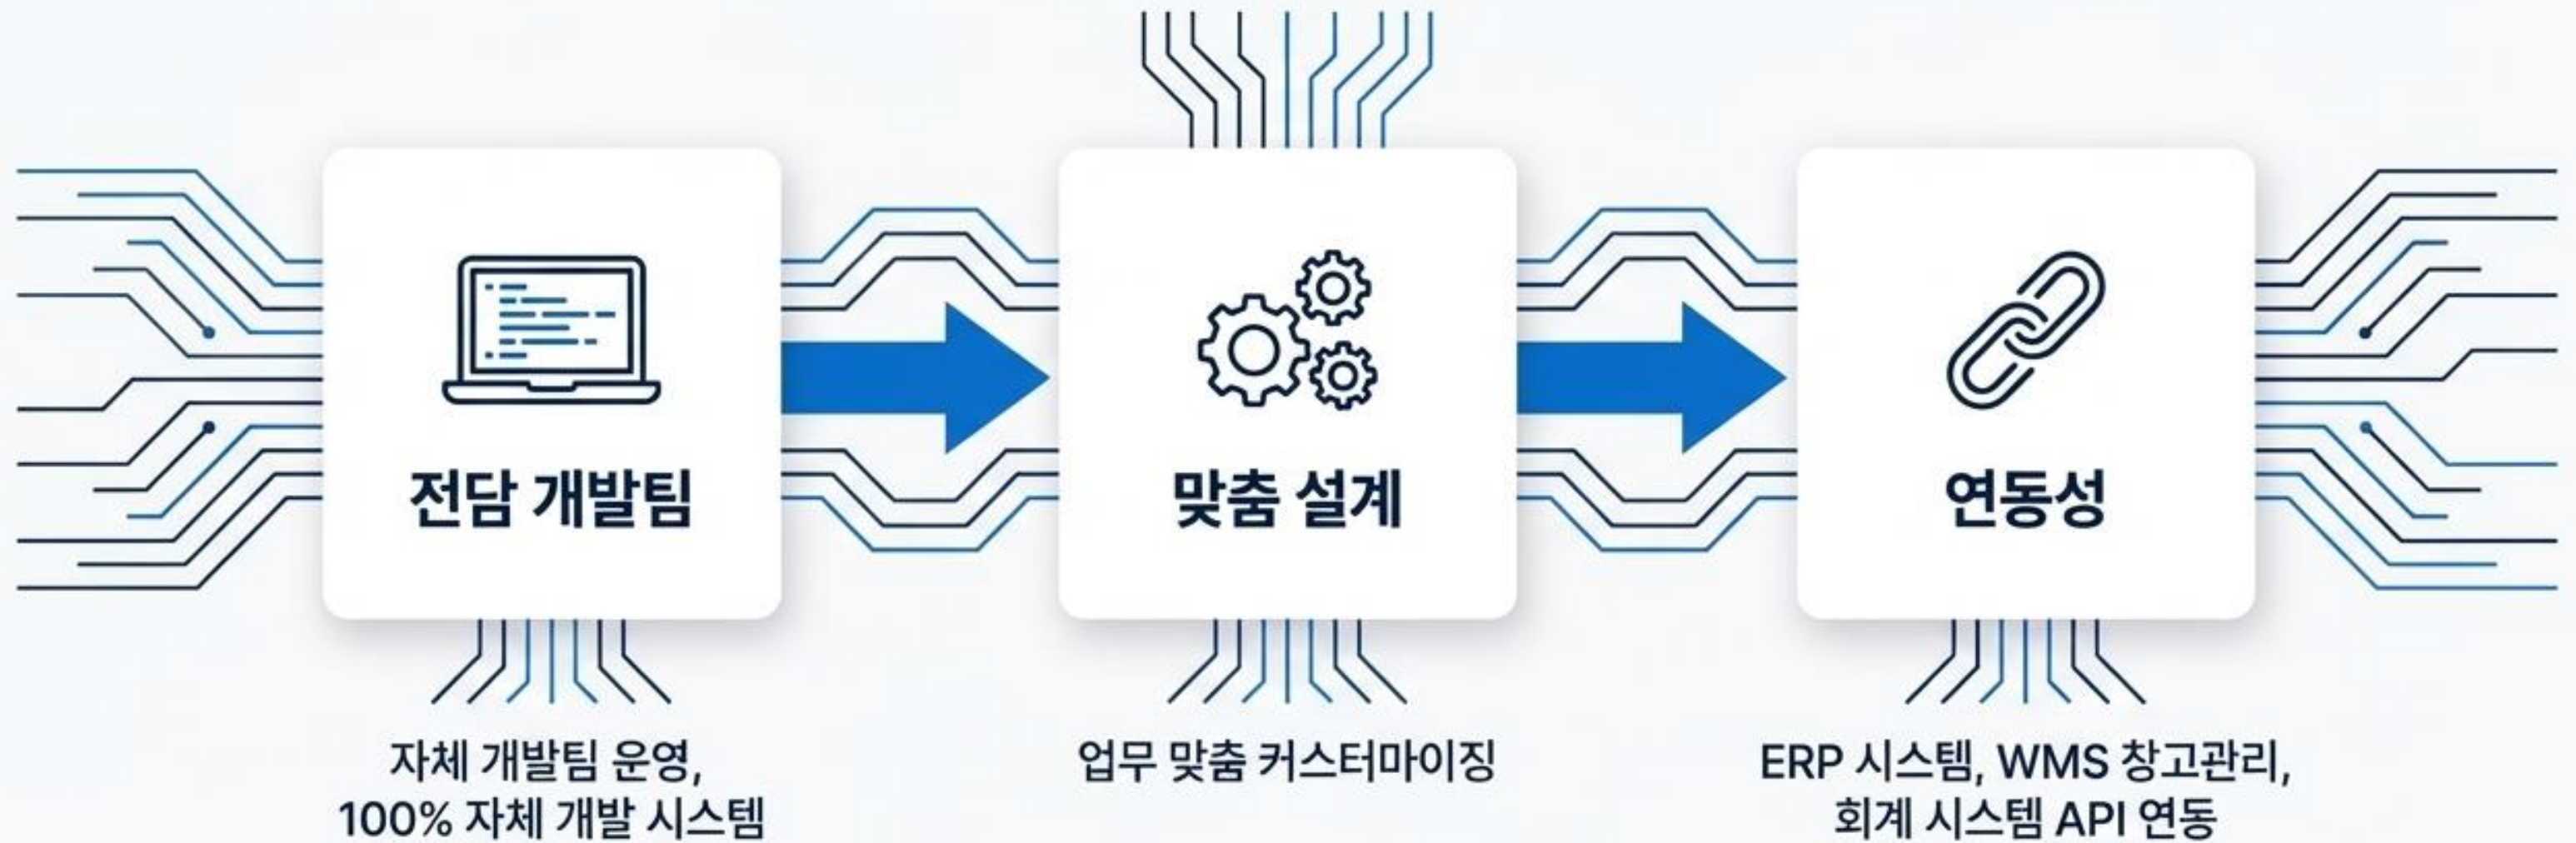 전담 개발팀
맞춤 설계
연동성
자체 개발팀 운영,
100% 자체 개발 시스템
업무 맞춤 커스터마이징
ERP 시스템, WMS 창고관리,
회계 시스템 API 연동